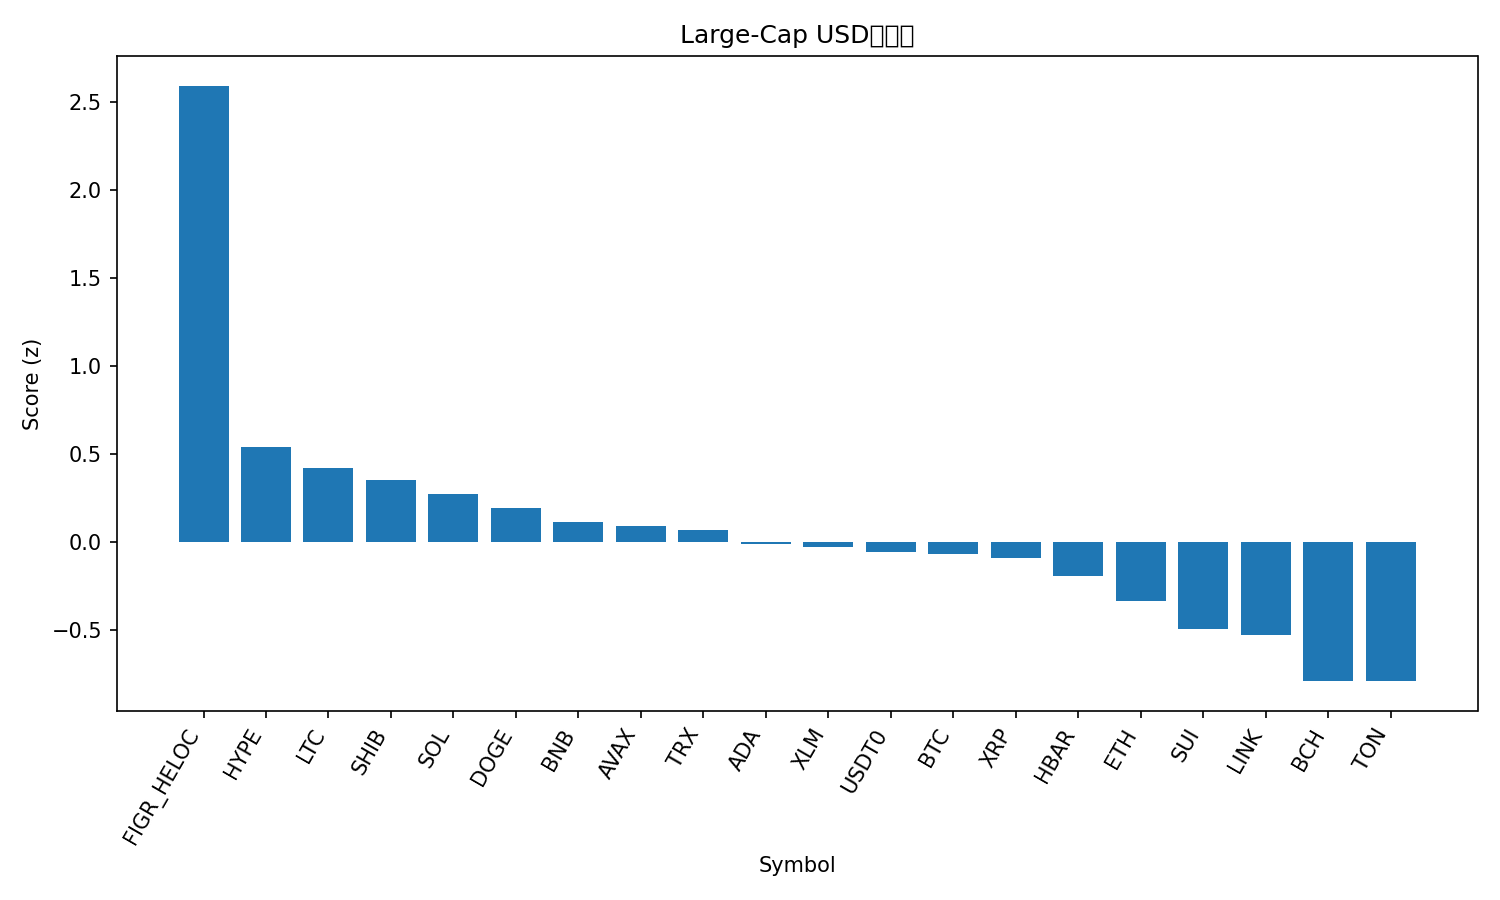 Large-Cap USD
2.5
2.0
1.5
1.0
0.5
0.0
−0.5
Score (z)
FIGR_HELOC
HYPE
LTC
SHIB
SOL
DOGE
BNB
AVAX
TRX
ADA
XLM
USDT0
BTC
XRP
HBAR
ETH
SUI
LINK
BCH
TON
Symbol